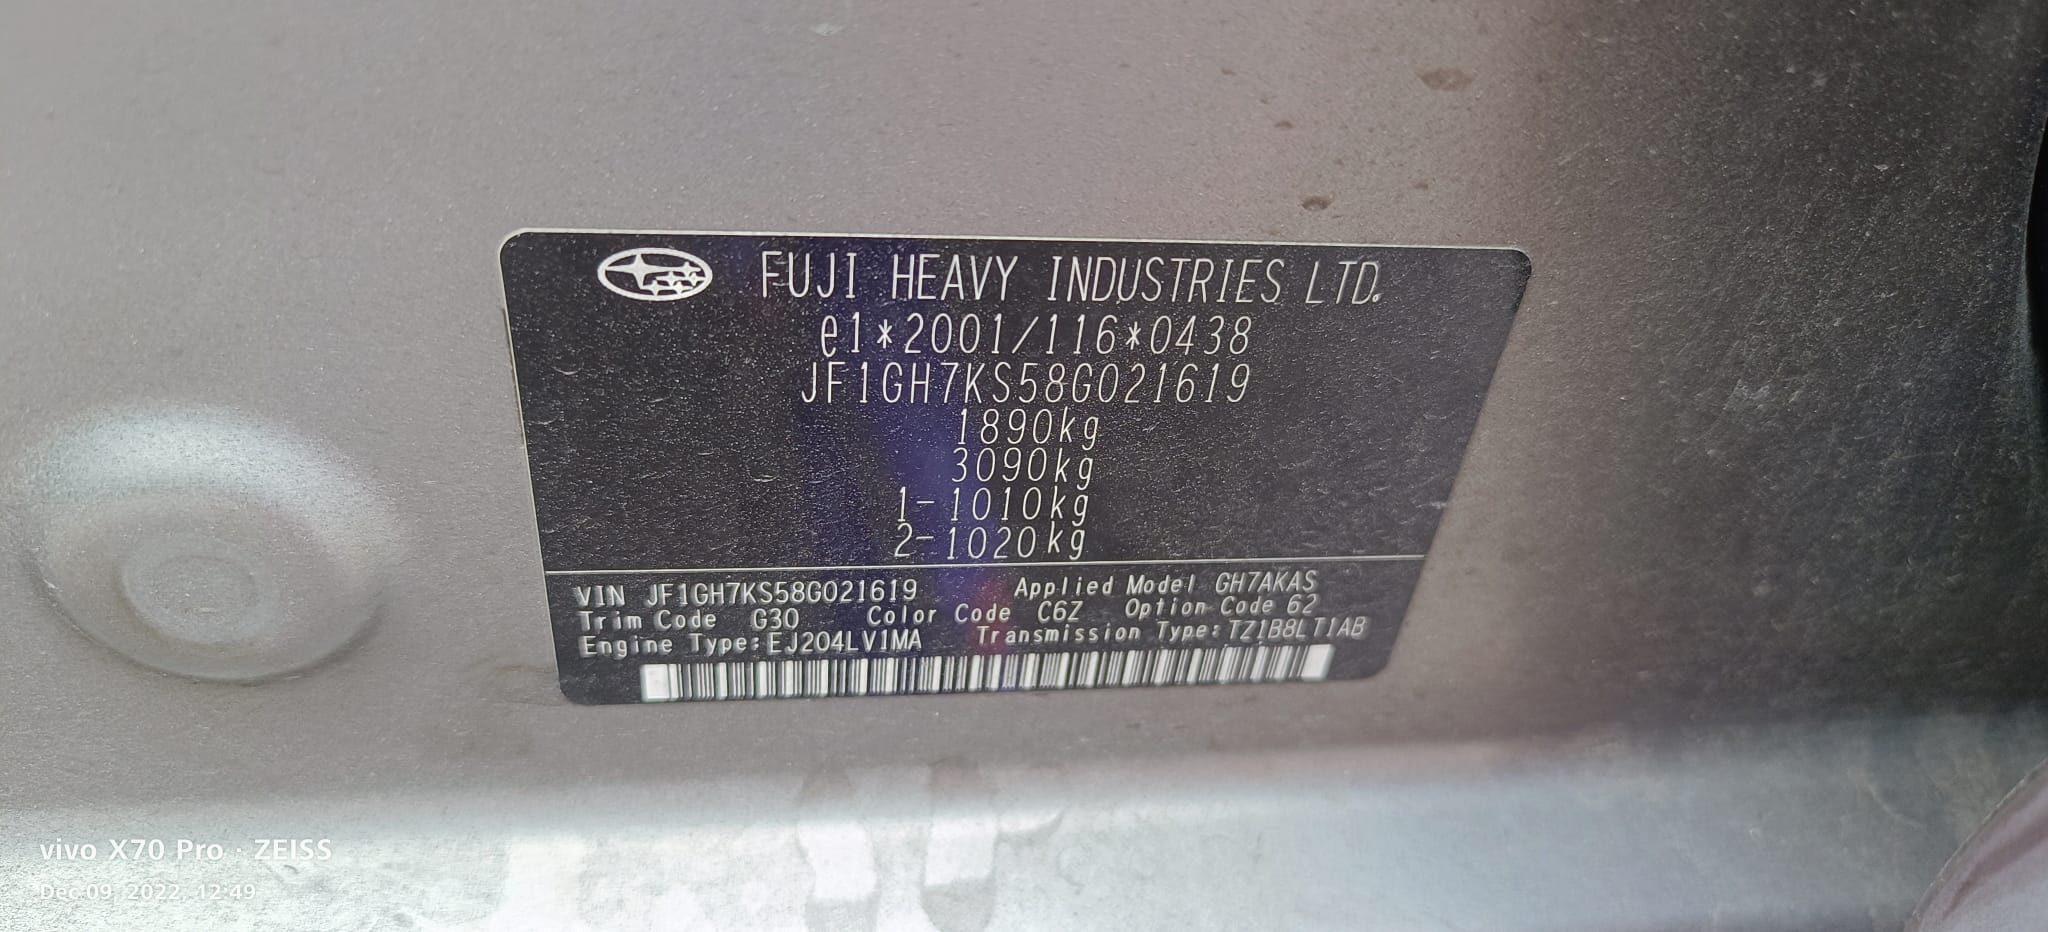 FUJI HEAVY INDUSTRIES LTD.
e1*2001/116*0438
JF1GH7KS58G021619
1890kg
3090kg
1-1010kg
2-1020kg
VIN JF1GH7KS58G021619 Applied Model GH7AKAS
Trim Code G30 Color Code C6Z Option Code 62
Engine Type:EJ204LV1MA Transmission Type:TZ1B8LT1AB
vivo X70 Pro · ZEISS
Dec 09, 2022, 12:49